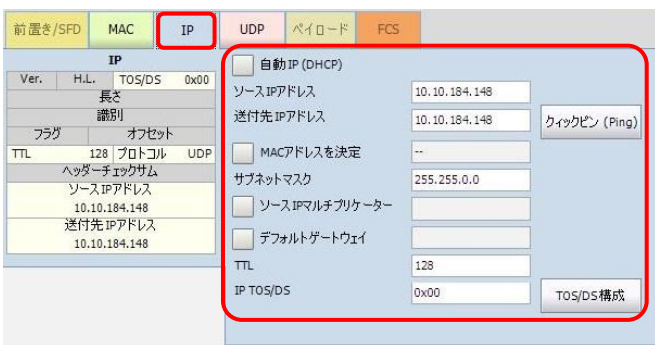 前置き/SFD MAC IP UDP ペイロード FCS
IP
Ver. H.L. TOS/DS 0x00
長さ
識別
フラグ オフセット
TTL 128 プロトコル UDP
ヘッダーチェックサム
ソースIPアドレス
10.10.184.148
送付先IPアドレス
10.10.184.148
自動IP (DHCP)
ソースIPアドレス 10.10.184.148
送付先IPアドレス 10.10.184.148 クィックピン (Ping)
MACアドレスを決定 --
サブネットマスク 255.255.0.0
ソースIPマルチプリケーター
デフォルトゲートウェイ
TTL 128
IP TOS/DS 0x00 TOS/DS構成